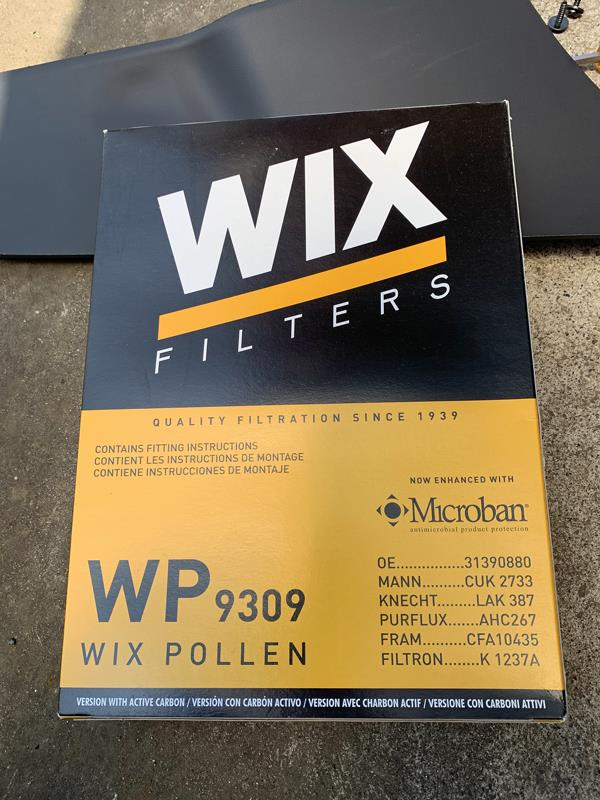 WIX
FILTERS
QUALITY FILTRATION SINCE 1939
CONTAINS FITTING INSTRUCTIONS
CONTIENT LES INSTRUCTIONS DE MONTAGE
CONTIENE INSTRUCCIONES DE MONTAJE
NOW ENHANCED WITH
Microban®
antimicrobial product protection
WP 9309
WIX POLLEN
OE................31390880
MANN..........CUK 2733
KNECHT.........LAK 387
PURFLUX.......AHC267
FRAM..........CFA10435
FILTRON........K 1237A
VERSION WITH ACTIVE CARBON / VERSIÓN CON CARBÓN ACTIVO / VERSION AVEC CHARBON ACTIF / VERSIONE CON CARBONI ATTIVI